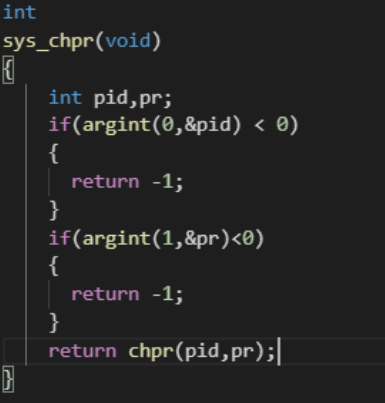 int
sys_chpr(void)
{
    int pid,pr;
    if(argint(0,&pid) < 0)
    {
      return -1;
    }
    if(argint(1,&pr)<0)
    {
      return -1;
    }
    return chpr(pid,pr);
}